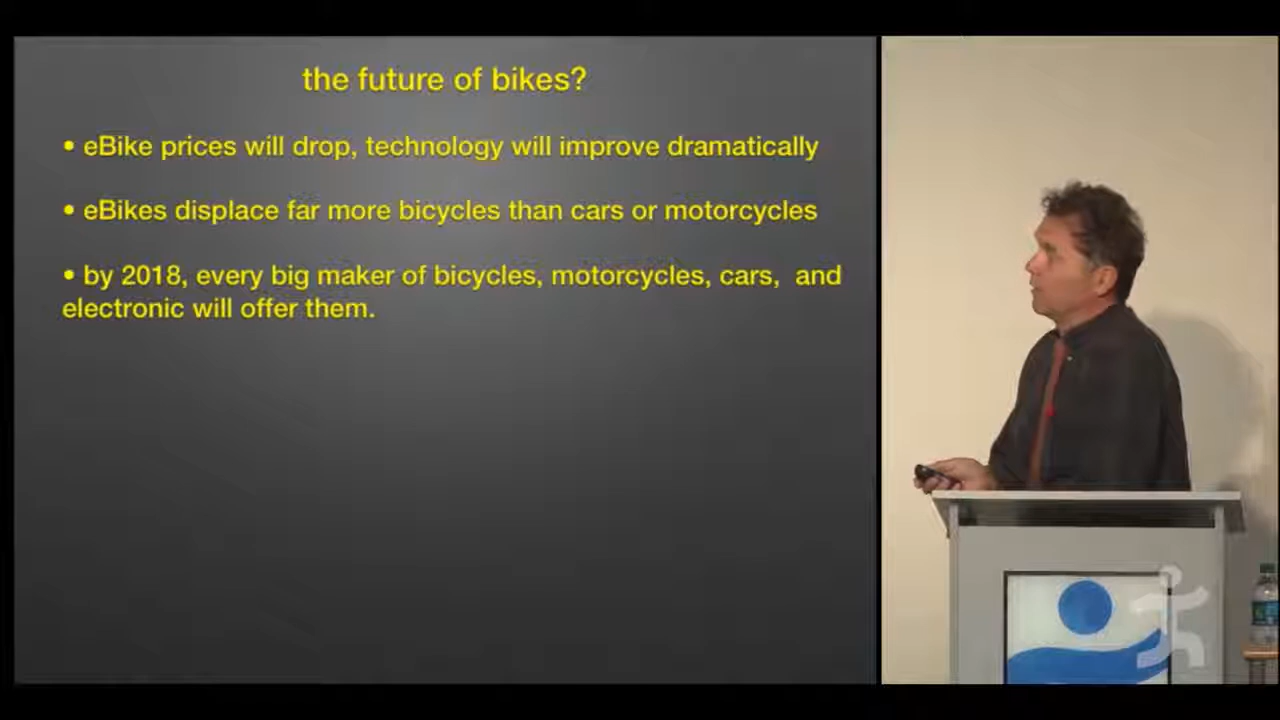 the future of bikes?
• eBike prices will drop, technology will improve dramatically
• eBikes displace far more bicycles than cars or motorcycles
• by 2018, every big maker of bicycles, motorcycles, cars,  and
electronic will offer them.